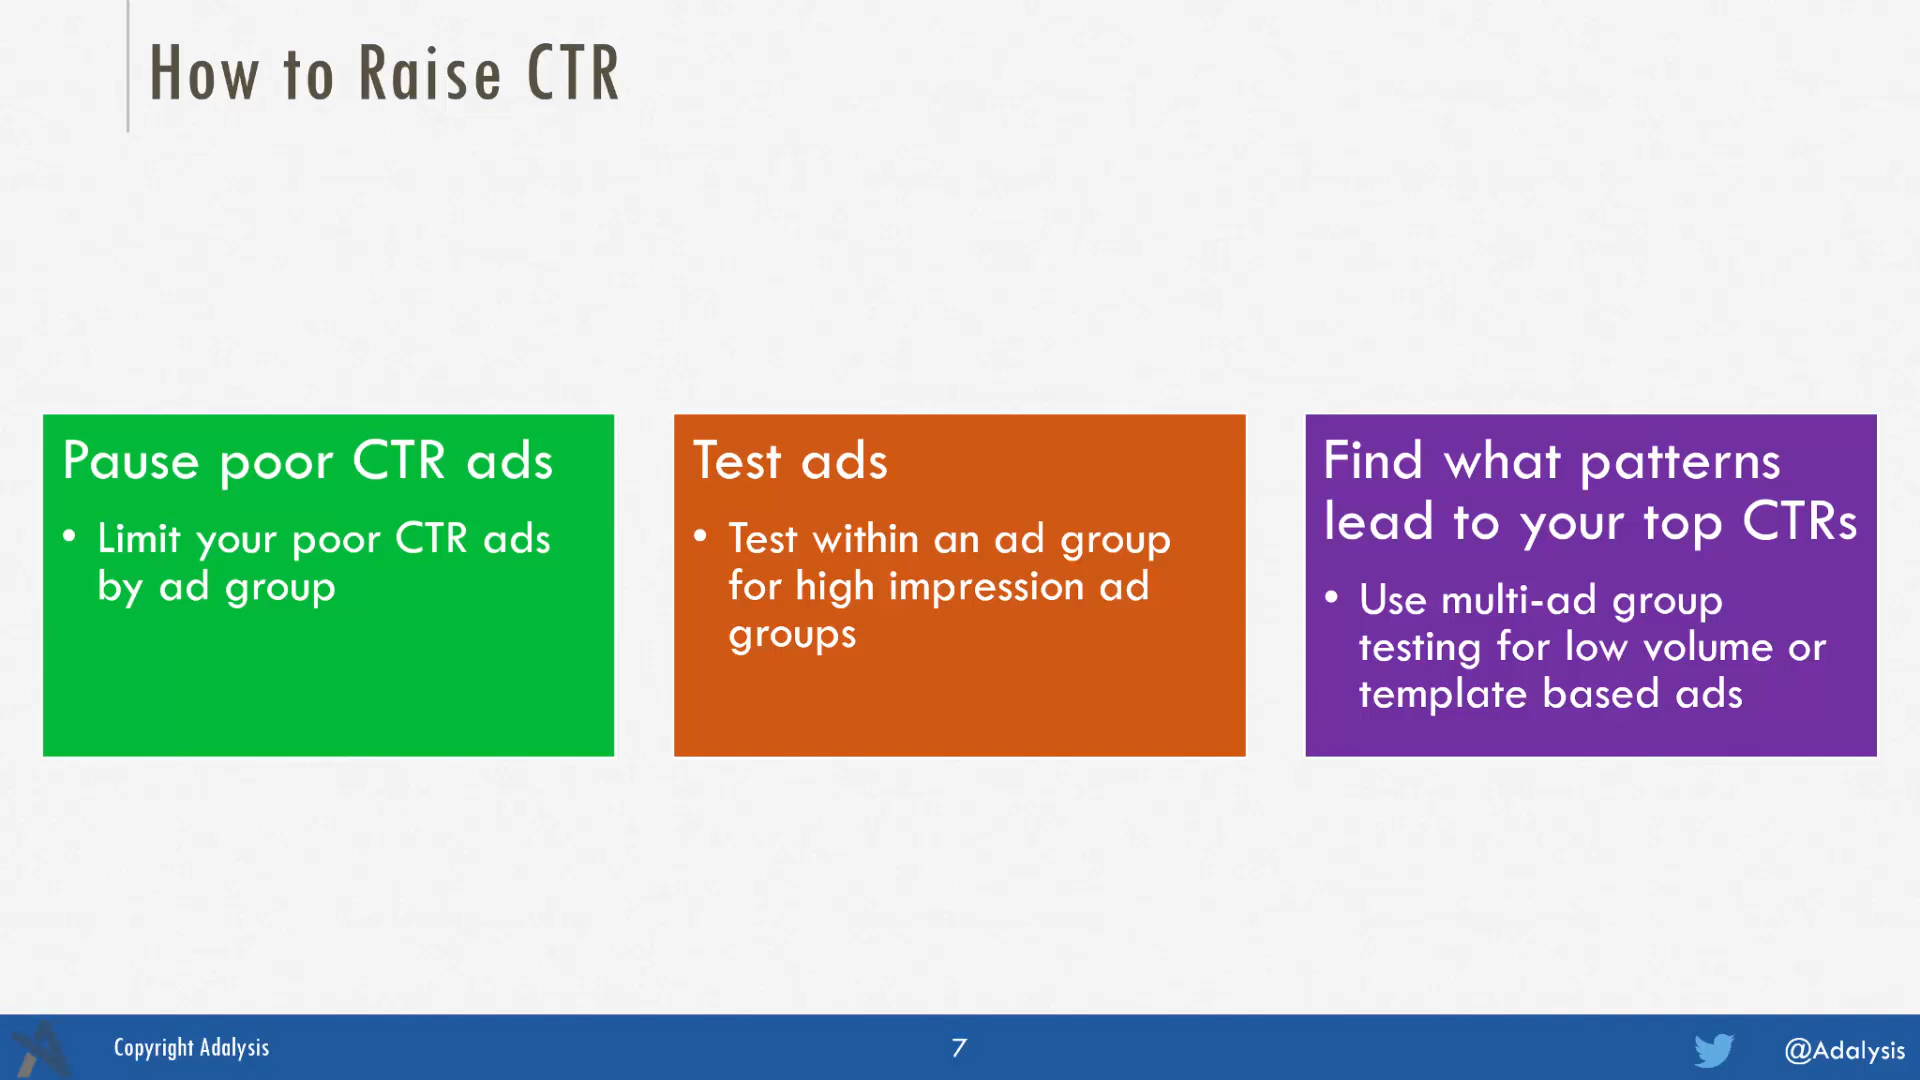 How to Raise CTR
Pause poor CTR ads
• Limit your poor CTR ads
by ad group
Test ads
• Test within an ad group
for high impression ad
groups
Find what patterns
lead to your top CTRs
• Use multi-ad group
testing for low volume or
template based ads
Copyright Adalysis
7
@Adalysis